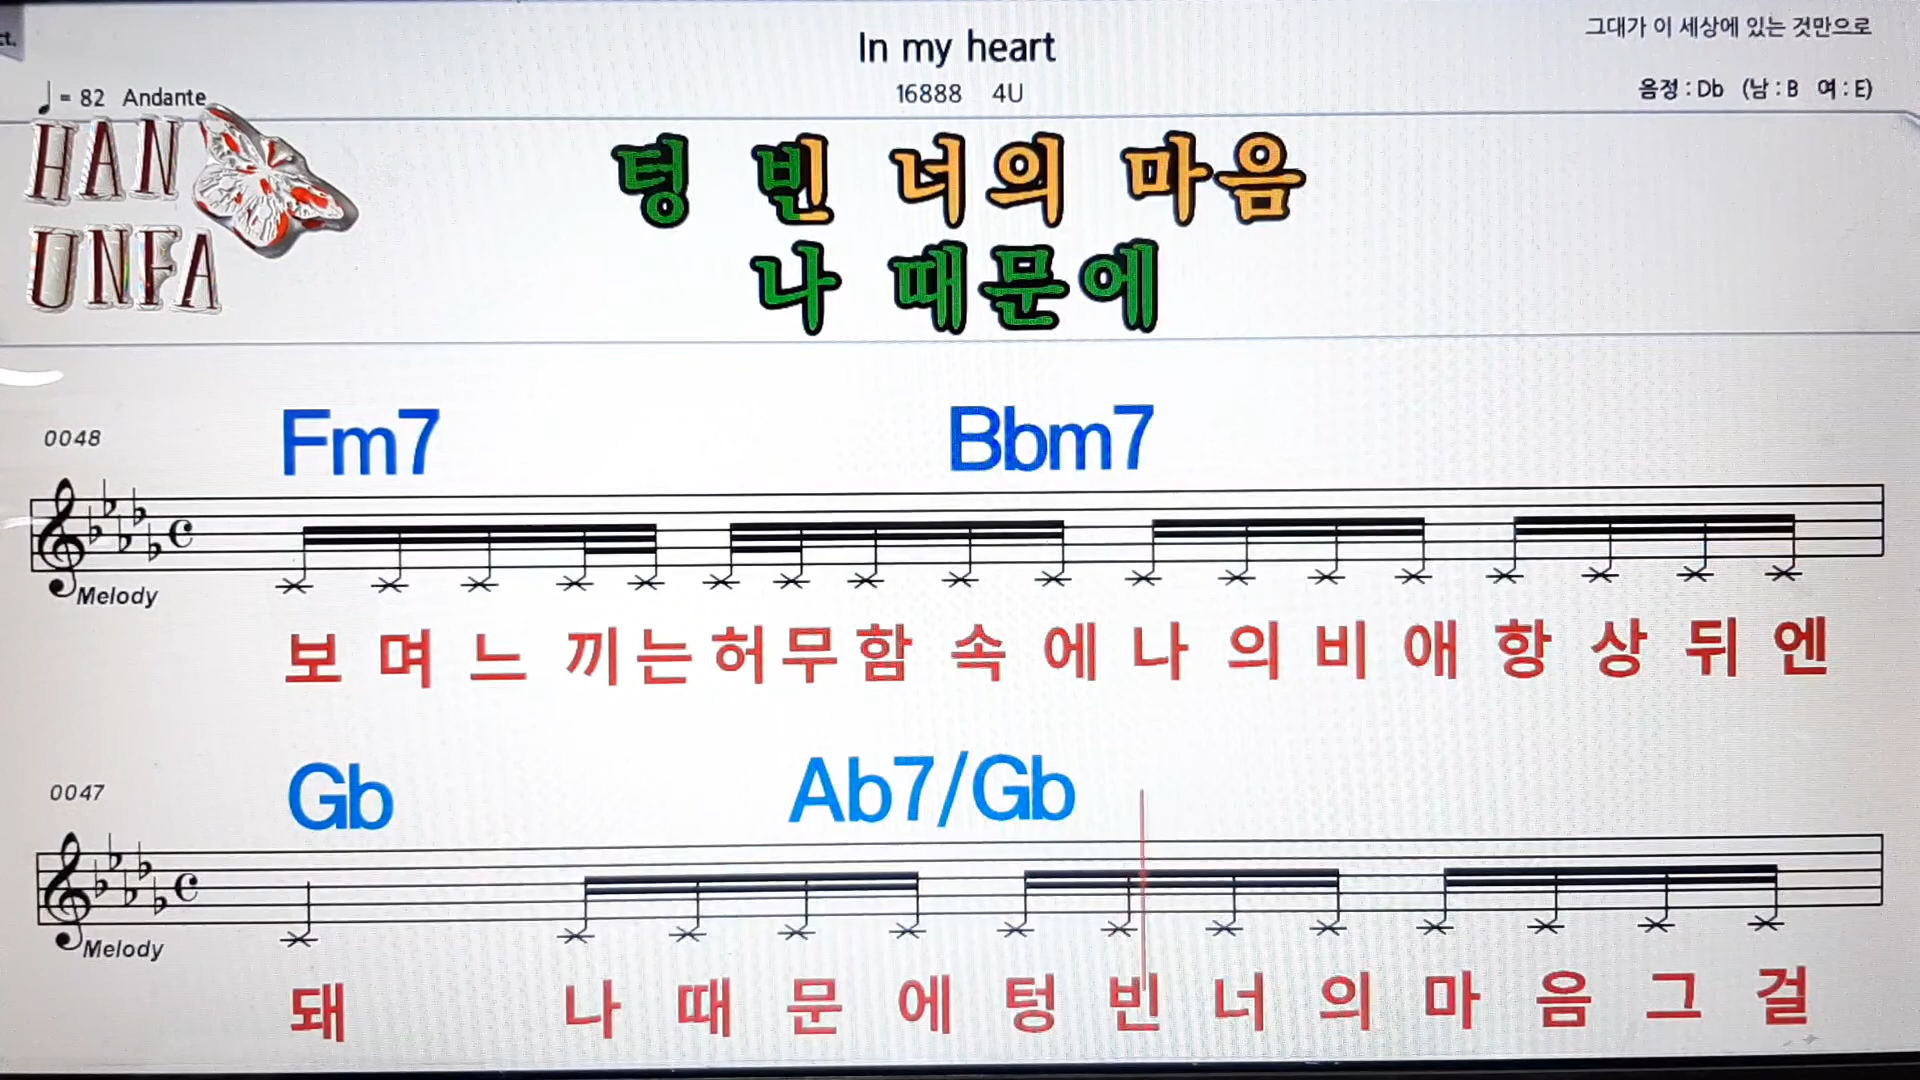 ct.
In my heart
그대가 이 세상에 있는 것만으로
16888 4U
음정 : Db (남 : B 여 : E)
= 82 Andante
HAN
UNFA
텅 빈 너의 마음
나 때문에
0048
Fm7 Bbm7
Melody
보 며 느 끼 는 허 무 함 속 에 나 의 비 애 항 상 뒤 엔
0047
Gb Ab7/Gb
Melody
돼 나 때 문 에 텅 빈 너 의 마 음 그 걸